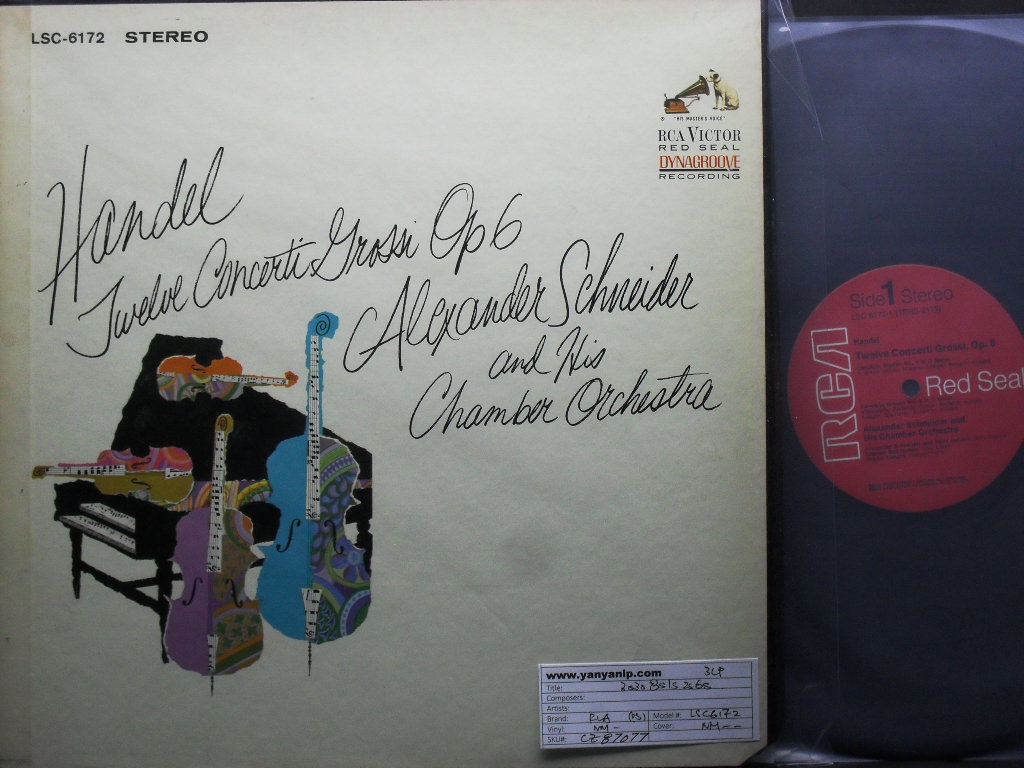 LSC-6172 STEREO
"HIS MASTER'S VOICE"
RCA VICTOR
RED SEAL
DYNAGROOVE
RECORDING
Handel
Twelve Concerti Grossi Op 6
Alexander Schneider
and His
Chamber Orchestra
Side 1 Stereo
Handel
Twelve Concerti Grossi, Op. 6
RCA Red Seal
Alexander Schneider and
His Chamber Orchestra
www.yanyanlp.com 3LP
Title:
Composers:
Artists:
Brand: RCA Model #: LSC6172
Vinyl: NM - Cover: NM--
SKU#: CZ87077